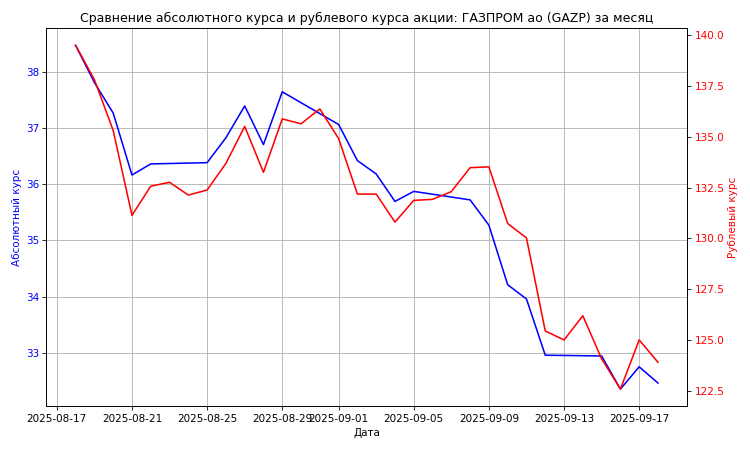 Сравнение абсолютного курса и рублевого курса акции: ГАЗПРОМ ао (GAZP) за месяц
140.0
137.5
135.0
132.5
130.0
127.5
125.0
122.5
38
37
36
35
34
33
Абсолютный курс
Рублевый курс
2025-08-17 2025-08-21 2025-08-25 2025-08-29 2025-09-01 2025-09-05 2025-09-09 2025-09-13 2025-09-17
Дата